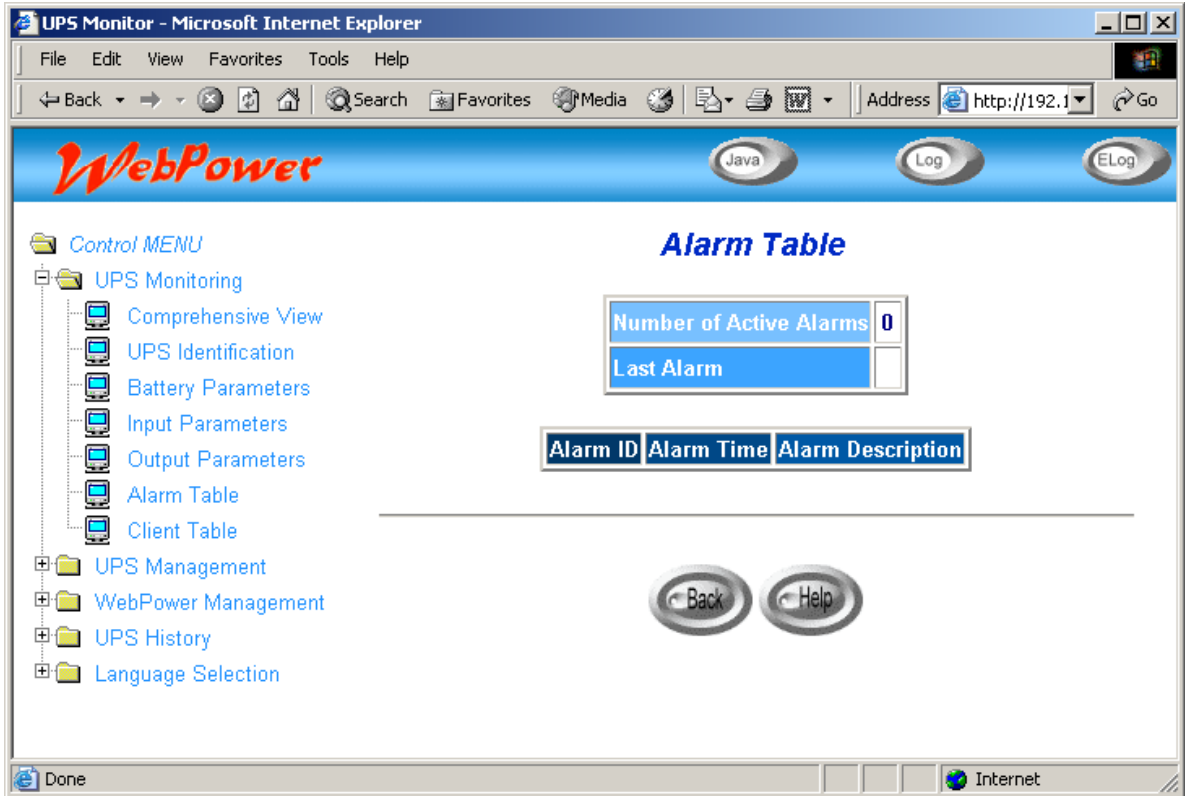 UPS Monitor - Microsoft Internet Explorer
File Edit View Favorites Tools Help
Back Search Favorites Media Address http://192.1 Go
WebPower Java Log ELog
Control MENU
UPS Monitoring
Comprehensive View
UPS Identification
Battery Parameters
Input Parameters
Output Parameters
Alarm Table
Client Table
UPS Management
WebPower Management
UPS History
Language Selection
Alarm Table
Number of Active Alarms 0
Last Alarm
Alarm ID Alarm Time Alarm Description
Back Help
Done Internet